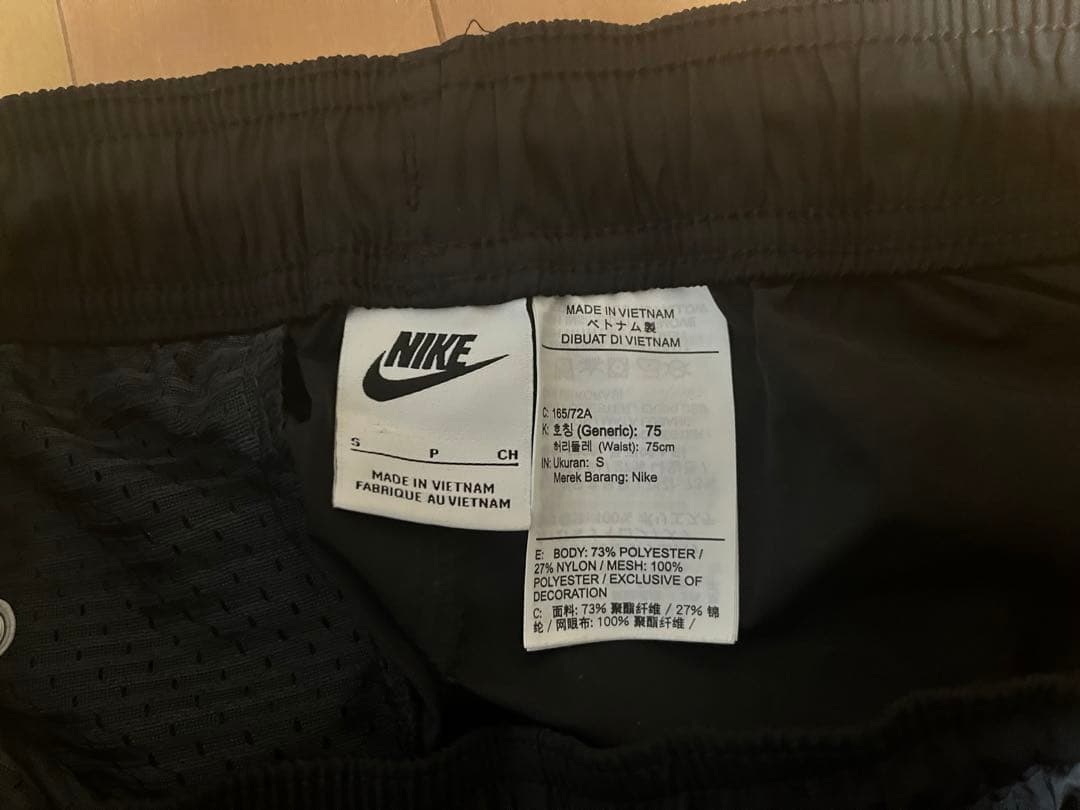 NIKE
S P CH
MADE IN VIETNAM
FABRIQUE AU VIETNAM
MADE IN VIETNAM
ベトナム製
DIBUAT DI VIETNAM
C: 165/72A
K: 호칭 (Generic): 75
허리둘레 (Waist): 75cm
IN: Ukuran: S
Merek Barang: Nike
E: BODY: 73% POLYESTER /
27% NYLON / MESH: 100%
POLYESTER / EXCLUSIVE OF
DECORATION
C: 面料: 73% 聚酯纤维 / 27% 锦
纶 / 网眼布: 100% 聚酯纤维 /